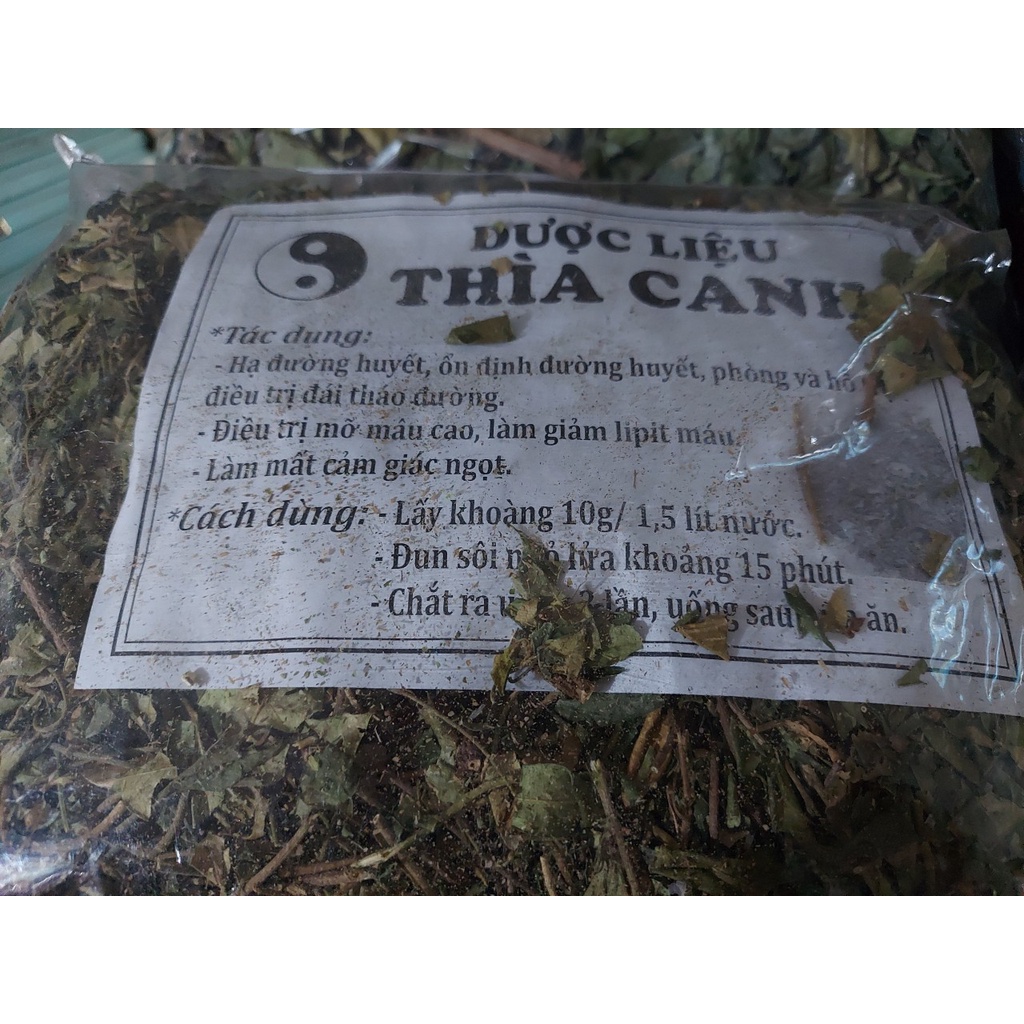 DƯỢC LIỆU
THÌA CANH
*Tác dụng:
- Hạ đường huyết, ổn định đường huyết, phòng và hỗ
điều trị đái tháo đường.
- Điều trị mỡ máu cao, làm giảm lipit máu.
- Làm mất cảm giác ngọt.
*Cách dùng: - Lấy khoàng 10g/ 1,5 lít nước.
- Đun sôi lửa khoảng 15 phút.
- Chắt ra lần, uống sau ăn.